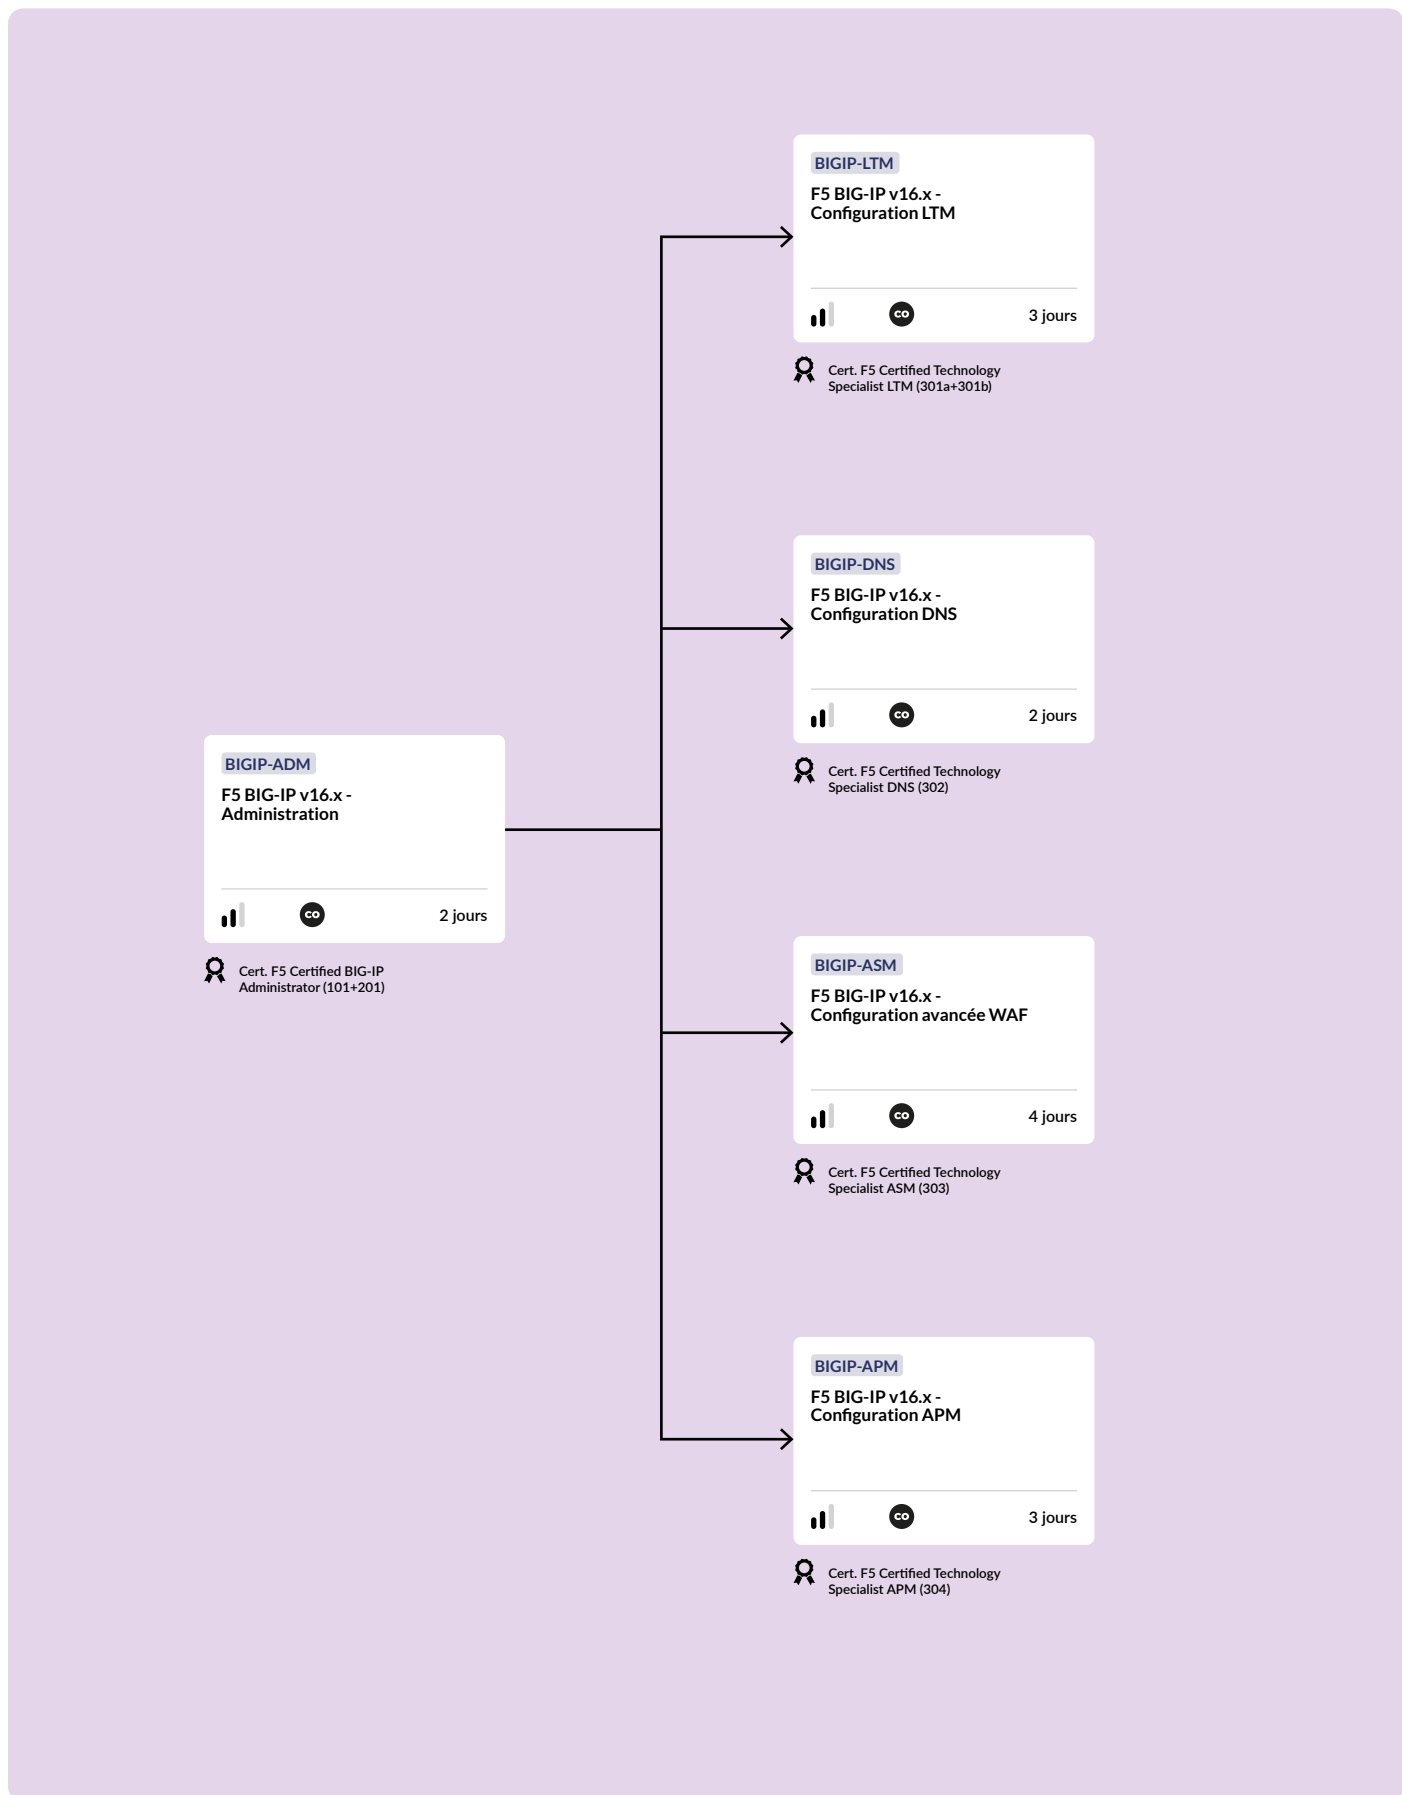 BIGIP-LTM
F5 BIG-IP v16.x -
Configuration LTM
CO
3 jours
Cert. F5 Certified Technology
Specialist LTM (301a+301b)
BIGIP-DNS
F5 BIG-IP v16.x -
Configuration DNS
CO
2 jours
Cert. F5 Certified Technology
Specialist DNS (302)
BIGIP-ADM
F5 BIG-IP v16.x -
Administration
CO
2 jours
Cert. F5 Certified BIG-IP
Administrator (101+201)
BIGIP-ASM
F5 BIG-IP v16.x -
Configuration avancée WAF
CO
4 jours
Cert. F5 Certified Technology
Specialist ASM (303)
BIGIP-APM
F5 BIG-IP v16.x -
Configuration APM
CO
3 jours
Cert. F5 Certified Technology
Specialist APM (304)